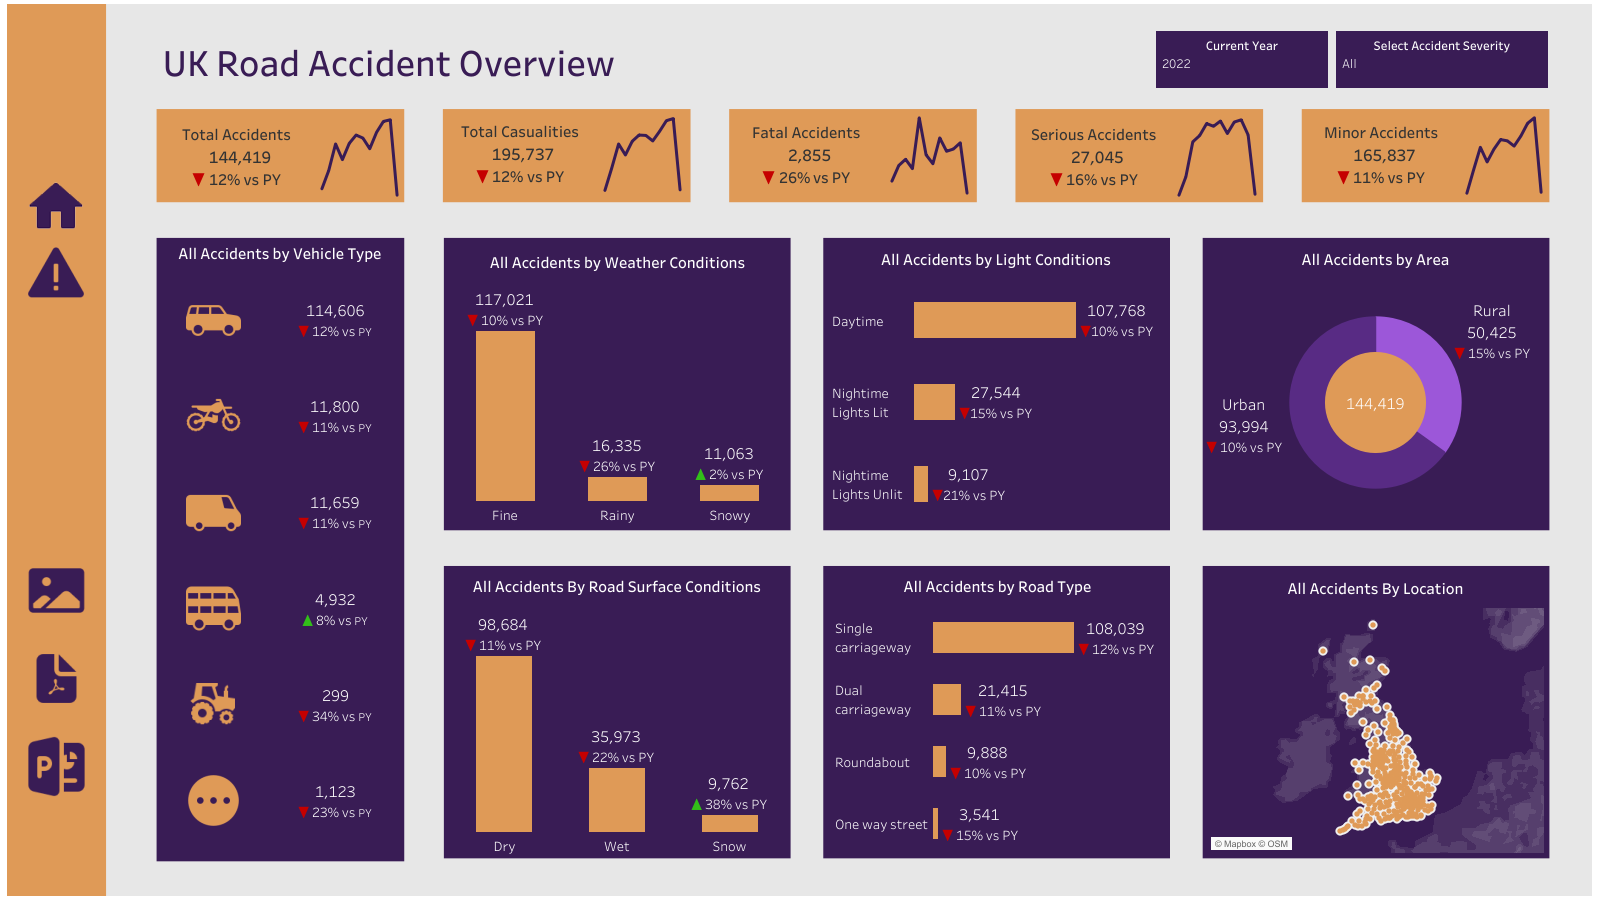 UK Road Accident Overview
Current Year
2022
Select Accident Severity
All
Total Accidents
144,419
▼ 12% vs PY
Total Casualities
195,737
▼ 12% vs PY
Fatal Accidents
2,855
▼ 26% vs PY
Serious Accidents
27,045
▼ 16% vs PY
Minor Accidents
165,837
▼ 11% vs PY
All Accidents by Vehicle Type
114,606
▼ 12% vs PY
11,800
▼ 11% vs PY
11,659
▼ 11% vs PY
4,932
▲ 8% vs PY
299
▼ 34% vs PY
1,123
▼ 23% vs PY
All Accidents by Weather Conditions
117,021
▼ 10% vs PY
16,335
▼ 26% vs PY
11,063
▲ 2% vs PY
Fine
Rainy
Snowy
All Accidents by Light Conditions
Daytime
107,768
▼10% vs PY
Nightime
Lights Lit
27,544
▼15% vs PY
Nightime
Lights Unlit
9,107
▼21% vs PY
All Accidents by Area
Rural
50,425
▼ 15% vs PY
144,419
Urban
93,994
▼ 10% vs PY
All Accidents By Road Surface Conditions
98,684
▼ 11% vs PY
35,973
▼ 22% vs PY
9,762
▲ 38% vs PY
Dry
Wet
Snow
All Accidents by Road Type
Single
carriageway
108,039
▼ 12% vs PY
Dual
carriageway
21,415
▼ 11% vs PY
Roundabout
9,888
▼ 10% vs PY
One way street
3,541
▼ 15% vs PY
All Accidents By Location
© Mapbox © OSM
P